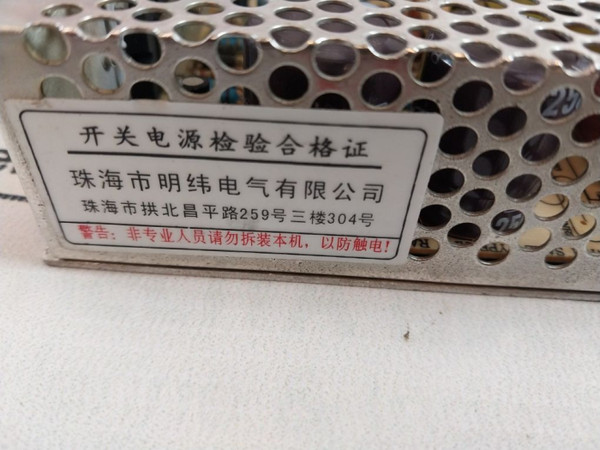 开关电源检验合格证
珠海市明纬电气有限公司
珠海市拱北昌平路259号三楼304号
警告：非专业人员请勿拆装本机，以防触电！